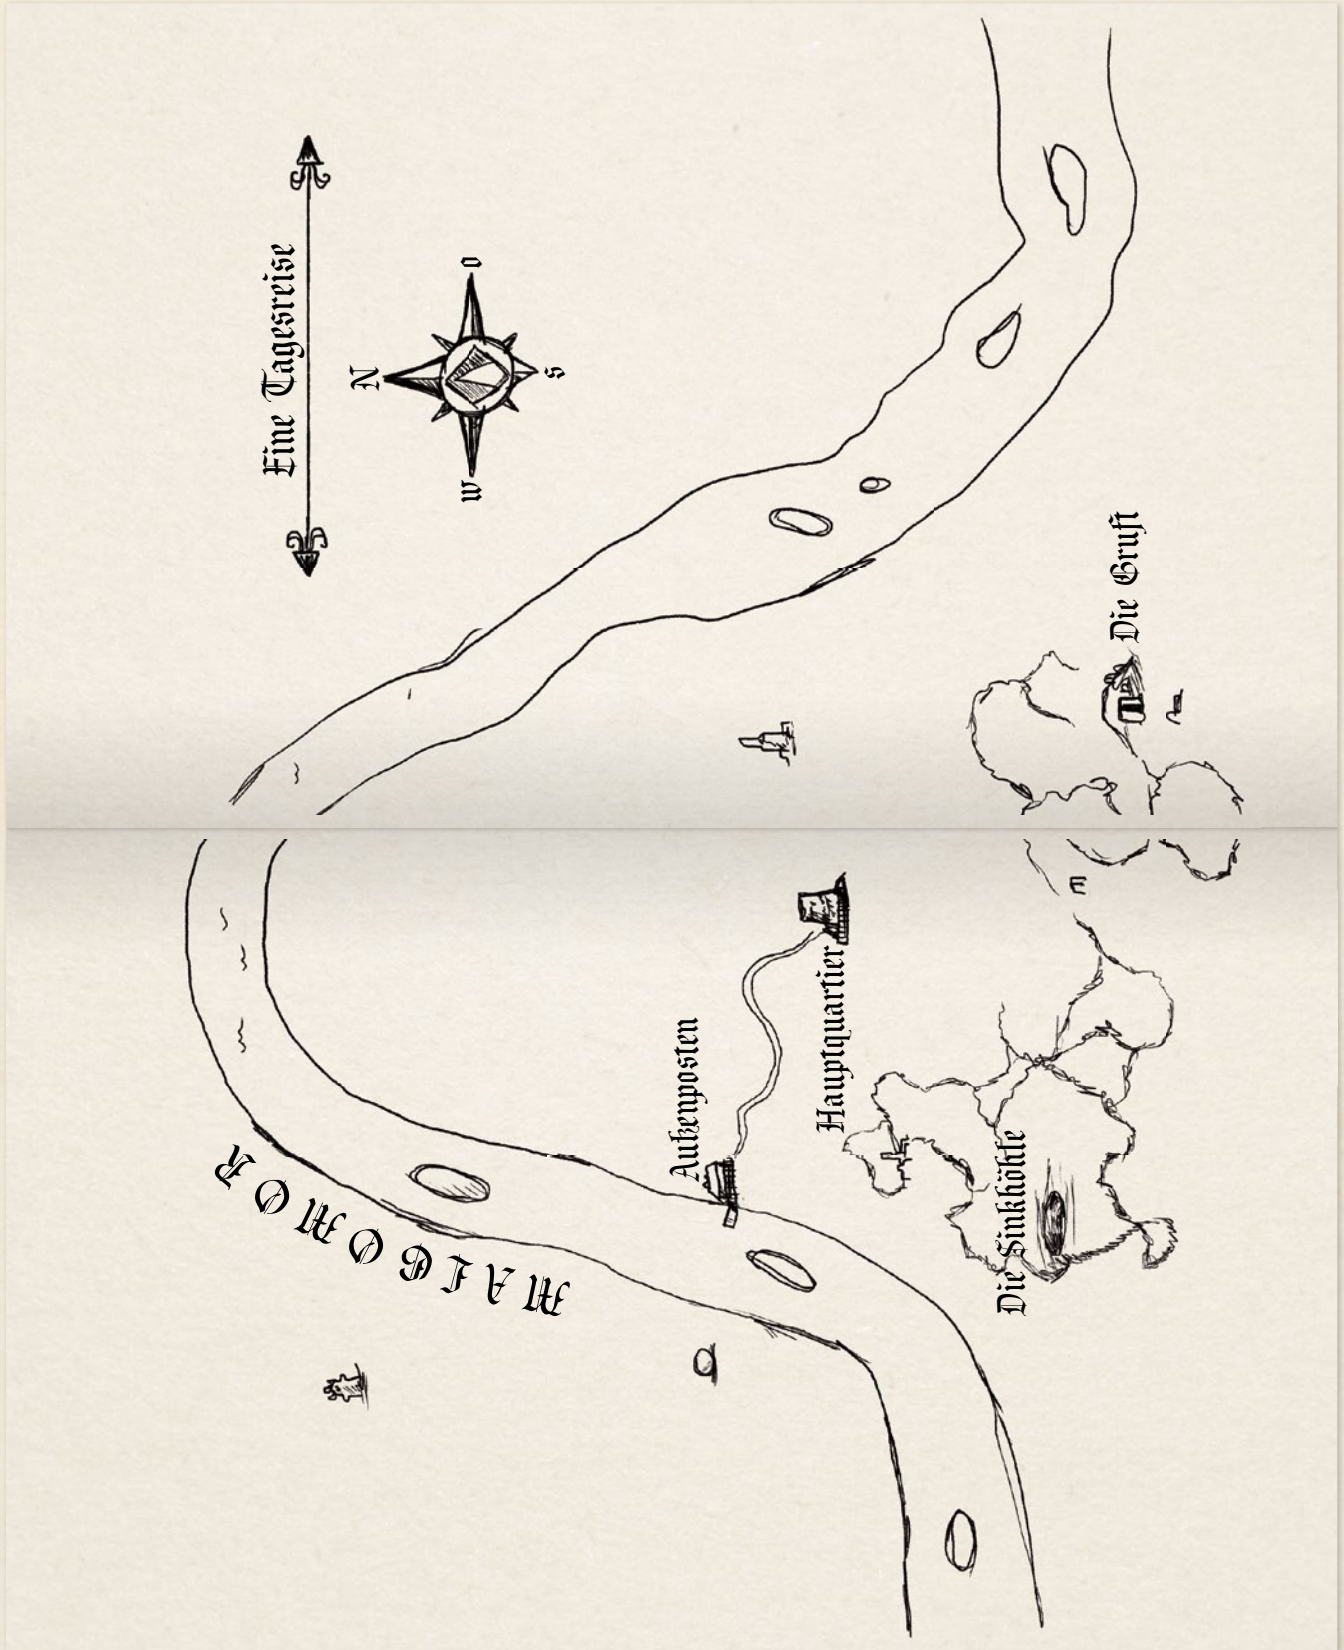 Eine Tagesreise
N
W
O
S
MALGOMOR
Außenposten
Hauptquartier
Die Sinkhöhle
Die Gruft